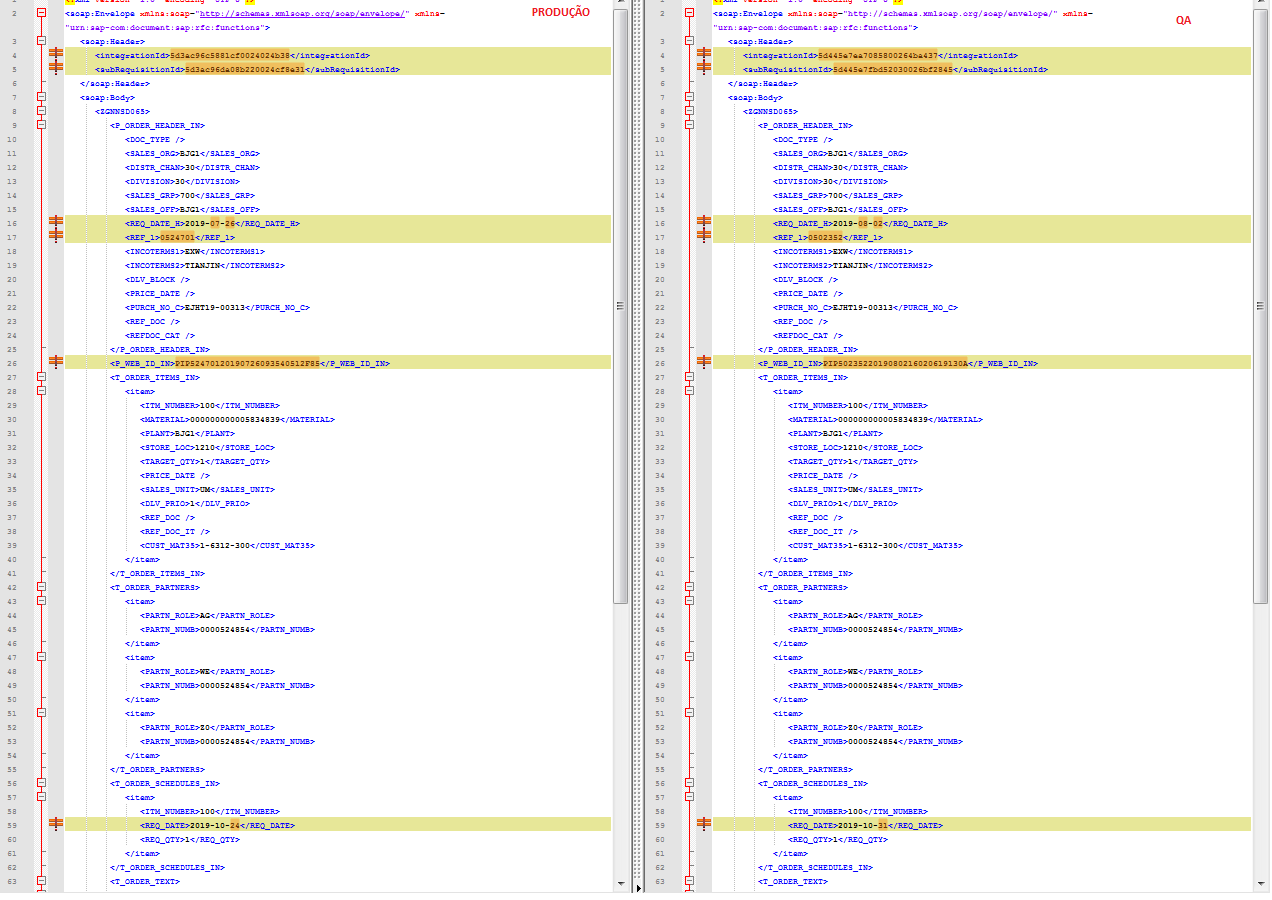 PRODUÇÃO
2
<soap:Envelope xmlns:soap="http://schemas.xmlsoap.org/soap/envelope/" xmlns=
"urn:sap-com:document:sap:rfc:functions">
3 <soap:Header>
4 <integrationId>5d3ac96c5881cf0024024b38</integrationId>
5 <subRequisitionId>5d3ac96da08b220024cf8e31</subRequisitionId>
6 </soap:Header>
7 <soap:Body>
8 <ZGNNSD065>
9 <P_ORDER_HEADER_IN>
10 <DOC_TYPE />
11 <SALES_ORG>BJG1</SALES_ORG>
12 <DISTR_CHAN>30</DISTR_CHAN>
13 <DIVISION>30</DIVISION>
14 <SALES_GRP>700</SALES_GRP>
15 <SALES_OFF>BJG1</SALES_OFF>
16 <REQ_DATE_H>2019-07-26</REQ_DATE_H>
17 <REF_1>0524701</REF_1>
18 <INCOTERMS1>EXW</INCOTERMS1>
19 <INCOTERMS2>TIANJIN</INCOTERMS2>
20 <DLV_BLOCK />
21 <PRICE_DATE />
22 <PURCH_NO_C>EJHT19-00313</PURCH_NO_C>
23 <REF_DOC />
24 <REFDOC_CAT />
25 </P_ORDER_HEADER_IN>
26 <P_WEB_ID_IN>PIP52470120190726093540512F85</P_WEB_ID_IN>
27 <T_ORDER_ITEMS_IN>
28 <item>
29 <ITM_NUMBER>100</ITM_NUMBER>
30 <MATERIAL>000000000005834839</MATERIAL>
31 <PLANT>BJG1</PLANT>
32 <STORE_LOC>1210</STORE_LOC>
33 <TARGET_QTY>1</TARGET_QTY>
34 <PRICE_DATE />
35 <SALES_UNIT>UM</SALES_UNIT>
36 <DLV_PRIO>1</DLV_PRIO>
37 <REF_DOC />
38 <REF_DOC_IT />
39 <CUST_MAT35>1-6312-300</CUST_MAT35>
40 </item>
41 </T_ORDER_ITEMS_IN>
42 <T_ORDER_PARTNERS>
43 <item>
44 <PARTN_ROLE>AG</PARTN_ROLE>
45 <PARTN_NUMB>0000524854</PARTN_NUMB>
46 </item>
47 <item>
48 <PARTN_ROLE>WE</PARTN_ROLE>
49 <PARTN_NUMB>0000524854</PARTN_NUMB>
50 </item>
51 <item>
52 <PARTN_ROLE>Z0</PARTN_ROLE>
53 <PARTN_NUMB>0000524854</PARTN_NUMB>
54 </item>
55 </T_ORDER_PARTNERS>
56 <T_ORDER_SCHEDULES_IN>
57 <item>
58 <ITM_NUMBER>100</ITM_NUMBER>
59 <REQ_DATE>2019-10-24</REQ_DATE>
60 <REQ_QTY>1</REQ_QTY>
61 </item>
62 </T_ORDER_SCHEDULES_IN>
63 <T_ORDER_TEXT>
QA
2
<soap:Envelope xmlns:soap="http://schemas.xmlsoap.org/soap/envelope/" xmlns=
"urn:sap-com:document:sap:rfc:functions">
3 <soap:Header>
4 <integrationId>5d445e7ea7085800264ba437</integrationId>
5 <subRequisitionId>5d445e7fbd52030026bf2845</subRequisitionId>
6 </soap:Header>
7 <soap:Body>
8 <ZGNNSD065>
9 <P_ORDER_HEADER_IN>
10 <DOC_TYPE />
11 <SALES_ORG>BJG1</SALES_ORG>
12 <DISTR_CHAN>30</DISTR_CHAN>
13 <DIVISION>30</DIVISION>
14 <SALES_GRP>700</SALES_GRP>
15 <SALES_OFF>BJG1</SALES_OFF>
16 <REQ_DATE_H>2019-08-02</REQ_DATE_H>
17 <REF_1>0502352</REF_1>
18 <INCOTERMS1>EXW</INCOTERMS1>
19 <INCOTERMS2>TIANJIN</INCOTERMS2>
20 <DLV_BLOCK />
21 <PRICE_DATE />
22 <PURCH_NO_C>EJHT19-00313</PURCH_NO_C>
23 <REF_DOC />
24 <REFDOC_CAT />
25 </P_ORDER_HEADER_IN>
26 <P_WEB_ID_IN>PIP5023522019080216020619130A</P_WEB_ID_IN>
27 <T_ORDER_ITEMS_IN>
28 <item>
29 <ITM_NUMBER>100</ITM_NUMBER>
30 <MATERIAL>000000000005834839</MATERIAL>
31 <PLANT>BJG1</PLANT>
32 <STORE_LOC>1210</STORE_LOC>
33 <TARGET_QTY>1</TARGET_QTY>
34 <PRICE_DATE />
35 <SALES_UNIT>UM</SALES_UNIT>
36 <DLV_PRIO>1</DLV_PRIO>
37 <REF_DOC />
38 <REF_DOC_IT />
39 <CUST_MAT35>1-6312-300</CUST_MAT35>
40 </item>
41 </T_ORDER_ITEMS_IN>
42 <T_ORDER_PARTNERS>
43 <item>
44 <PARTN_ROLE>AG</PARTN_ROLE>
45 <PARTN_NUMB>0000524854</PARTN_NUMB>
46 </item>
47 <item>
48 <PARTN_ROLE>WE</PARTN_ROLE>
49 <PARTN_NUMB>0000524854</PARTN_NUMB>
50 </item>
51 <item>
52 <PARTN_ROLE>Z0</PARTN_ROLE>
53 <PARTN_NUMB>0000524854</PARTN_NUMB>
54 </item>
55 </T_ORDER_PARTNERS>
56 <T_ORDER_SCHEDULES_IN>
57 <item>
58 <ITM_NUMBER>100</ITM_NUMBER>
59 <REQ_DATE>2019-10-31</REQ_DATE>
60 <REQ_QTY>1</REQ_QTY>
61 </item>
62 </T_ORDER_SCHEDULES_IN>
63 <T_ORDER_TEXT>